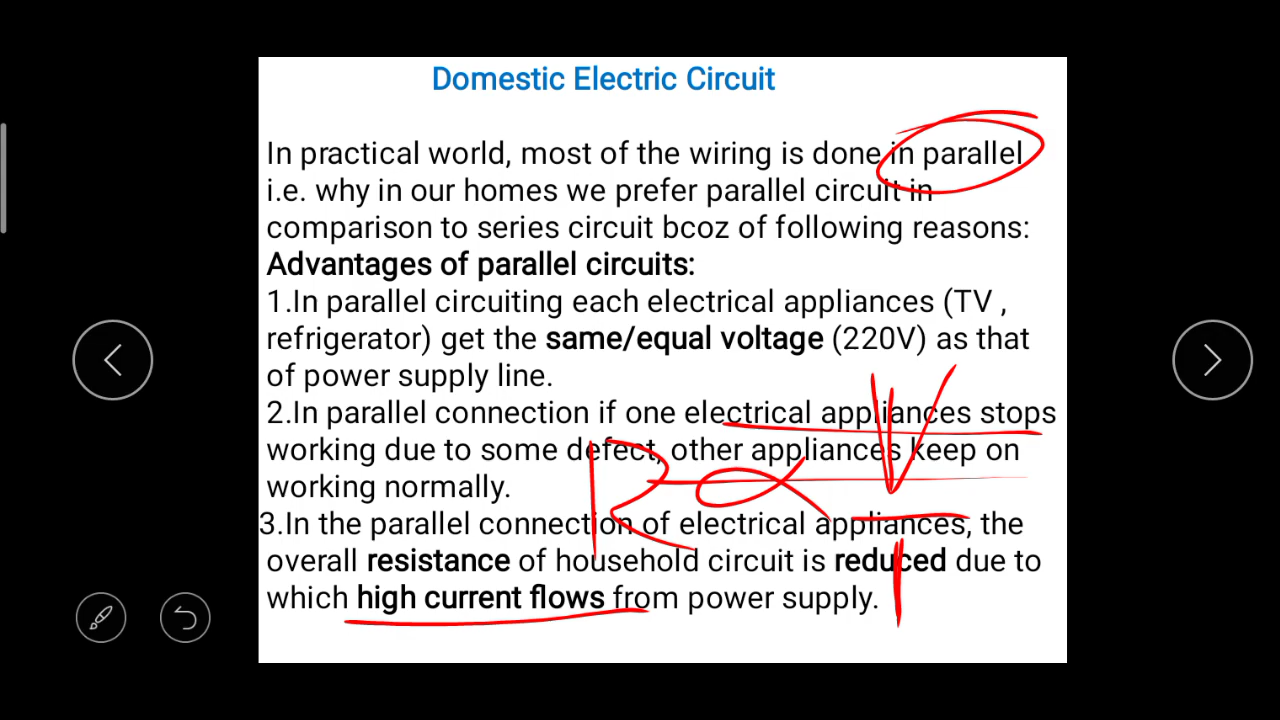 Domestic Electric Circuit
In practical world, most of the wiring is done in parallel
i.e. why in our homes we prefer parallel circuit in
comparison to series circuit bcoz of following reasons:
Advantages of parallel circuits:
1.In parallel circuiting each electrical appliances (TV ,
refrigerator) get the same/equal voltage (220V) as that
of power supply line.
2.In parallel connection if one electrical appliances stops
working due to some defect, other appliances keep on
working normally.
R ∝ V
I
3.In the parallel connection of electrical appliances, the
overall resistance of household circuit is reduced due to
which high current flows from power supply.